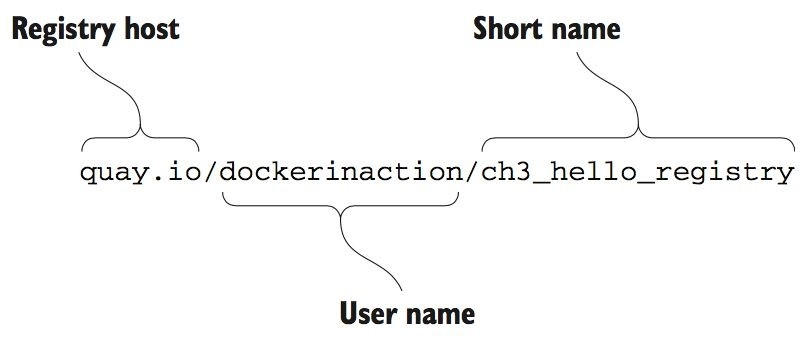 Registry host
Short name
quay.io/dockerinaction/ch3_hello_registry
User name